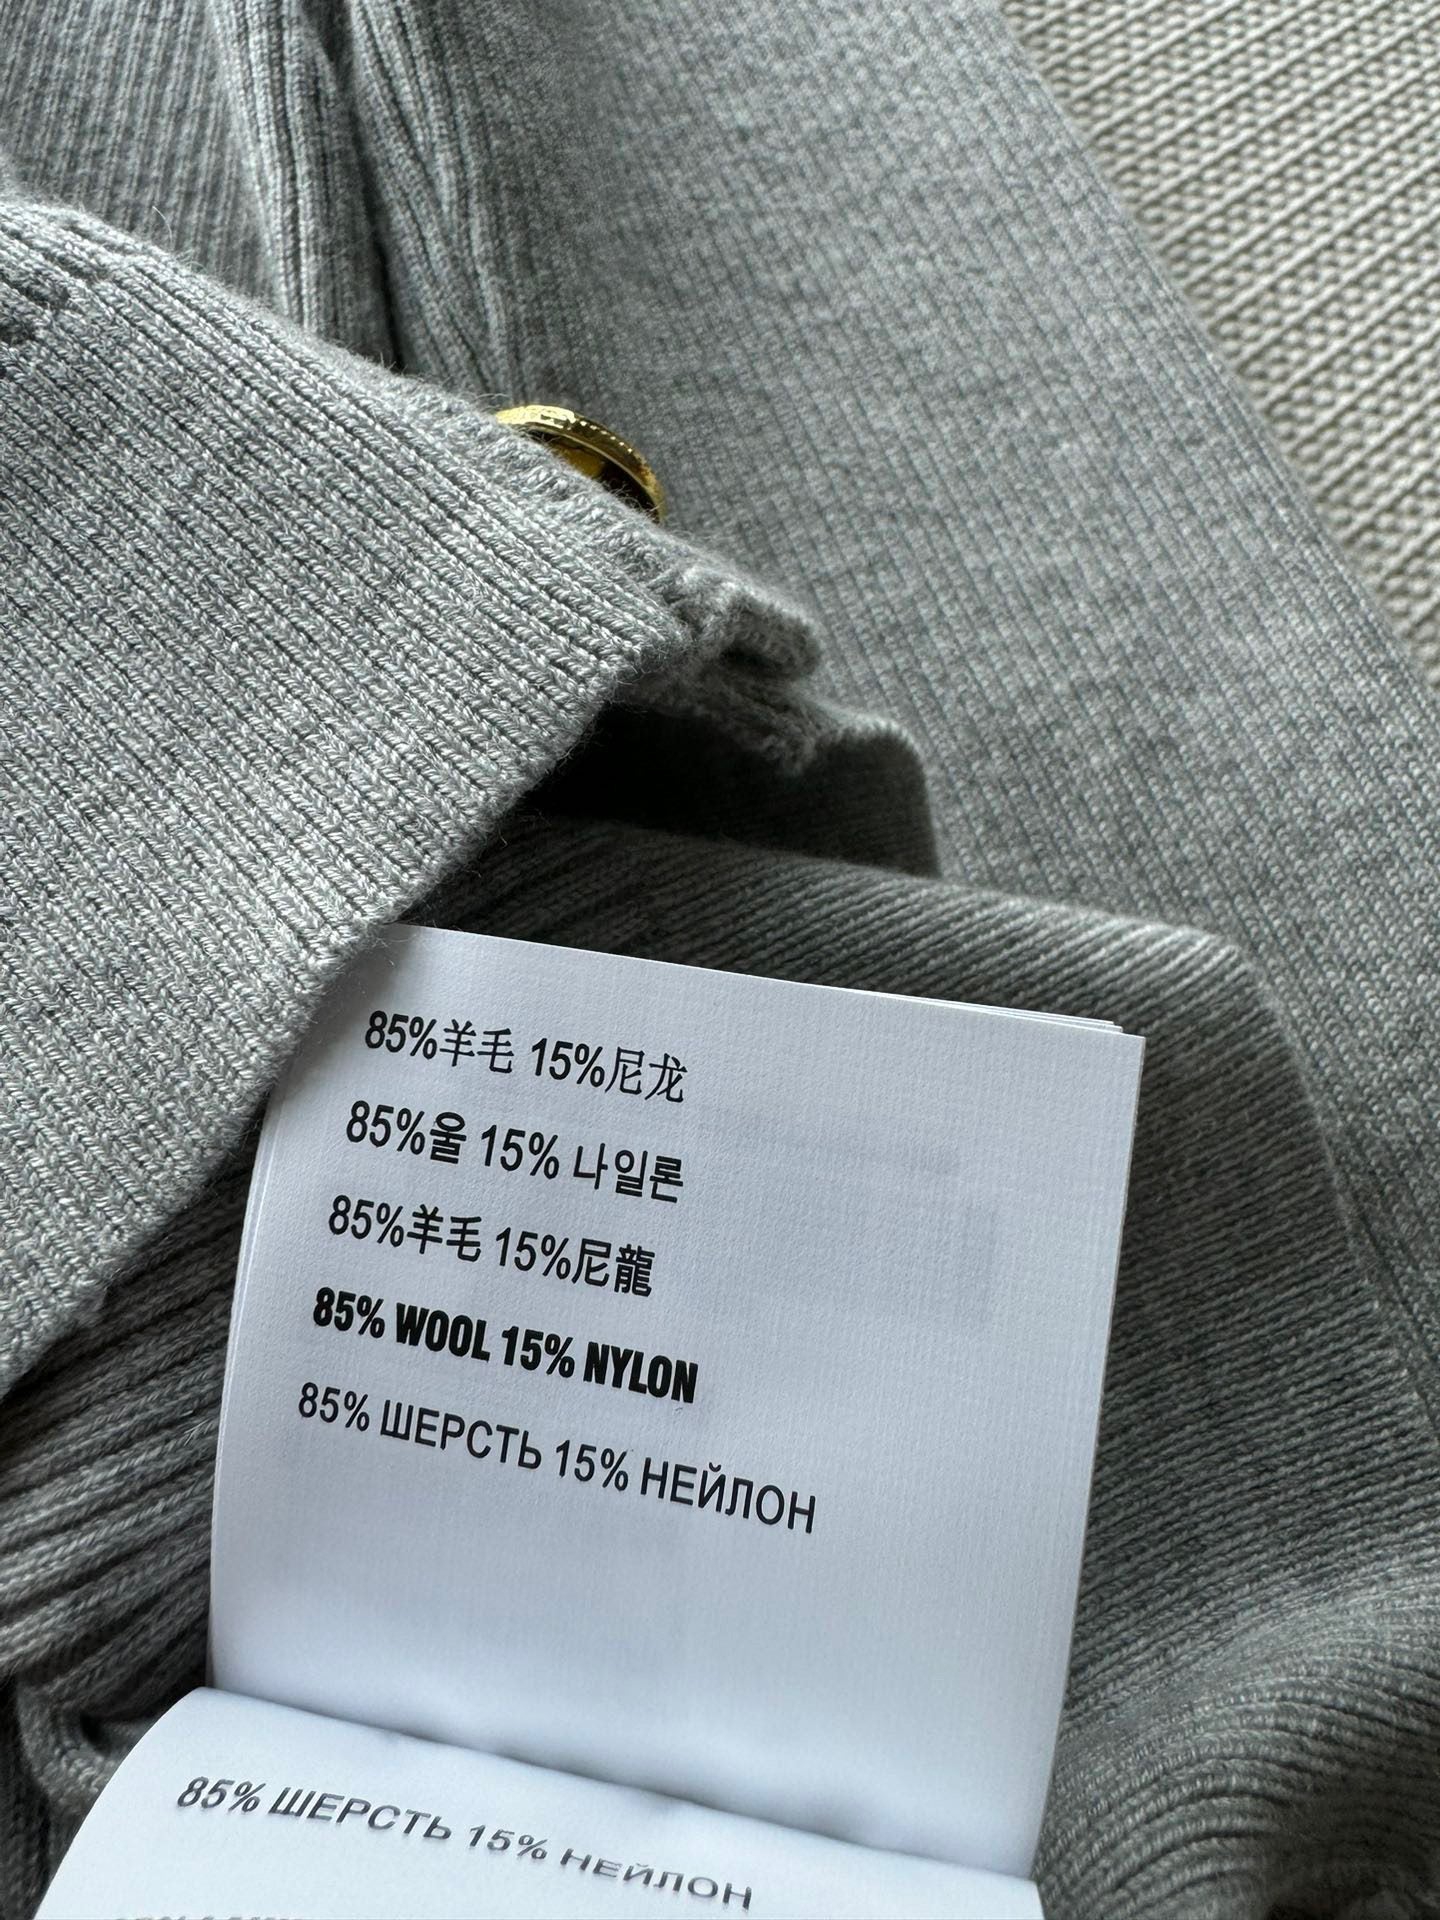 85%羊毛 15%尼龙
85%울 15% 나일론
85%羊毛 15%尼龍
85% WOOL 15% NYLON
85% ШЕРСТЬ 15% НЕЙЛОН
85% ШЕРСТЬ 15% НЕЙЛОН